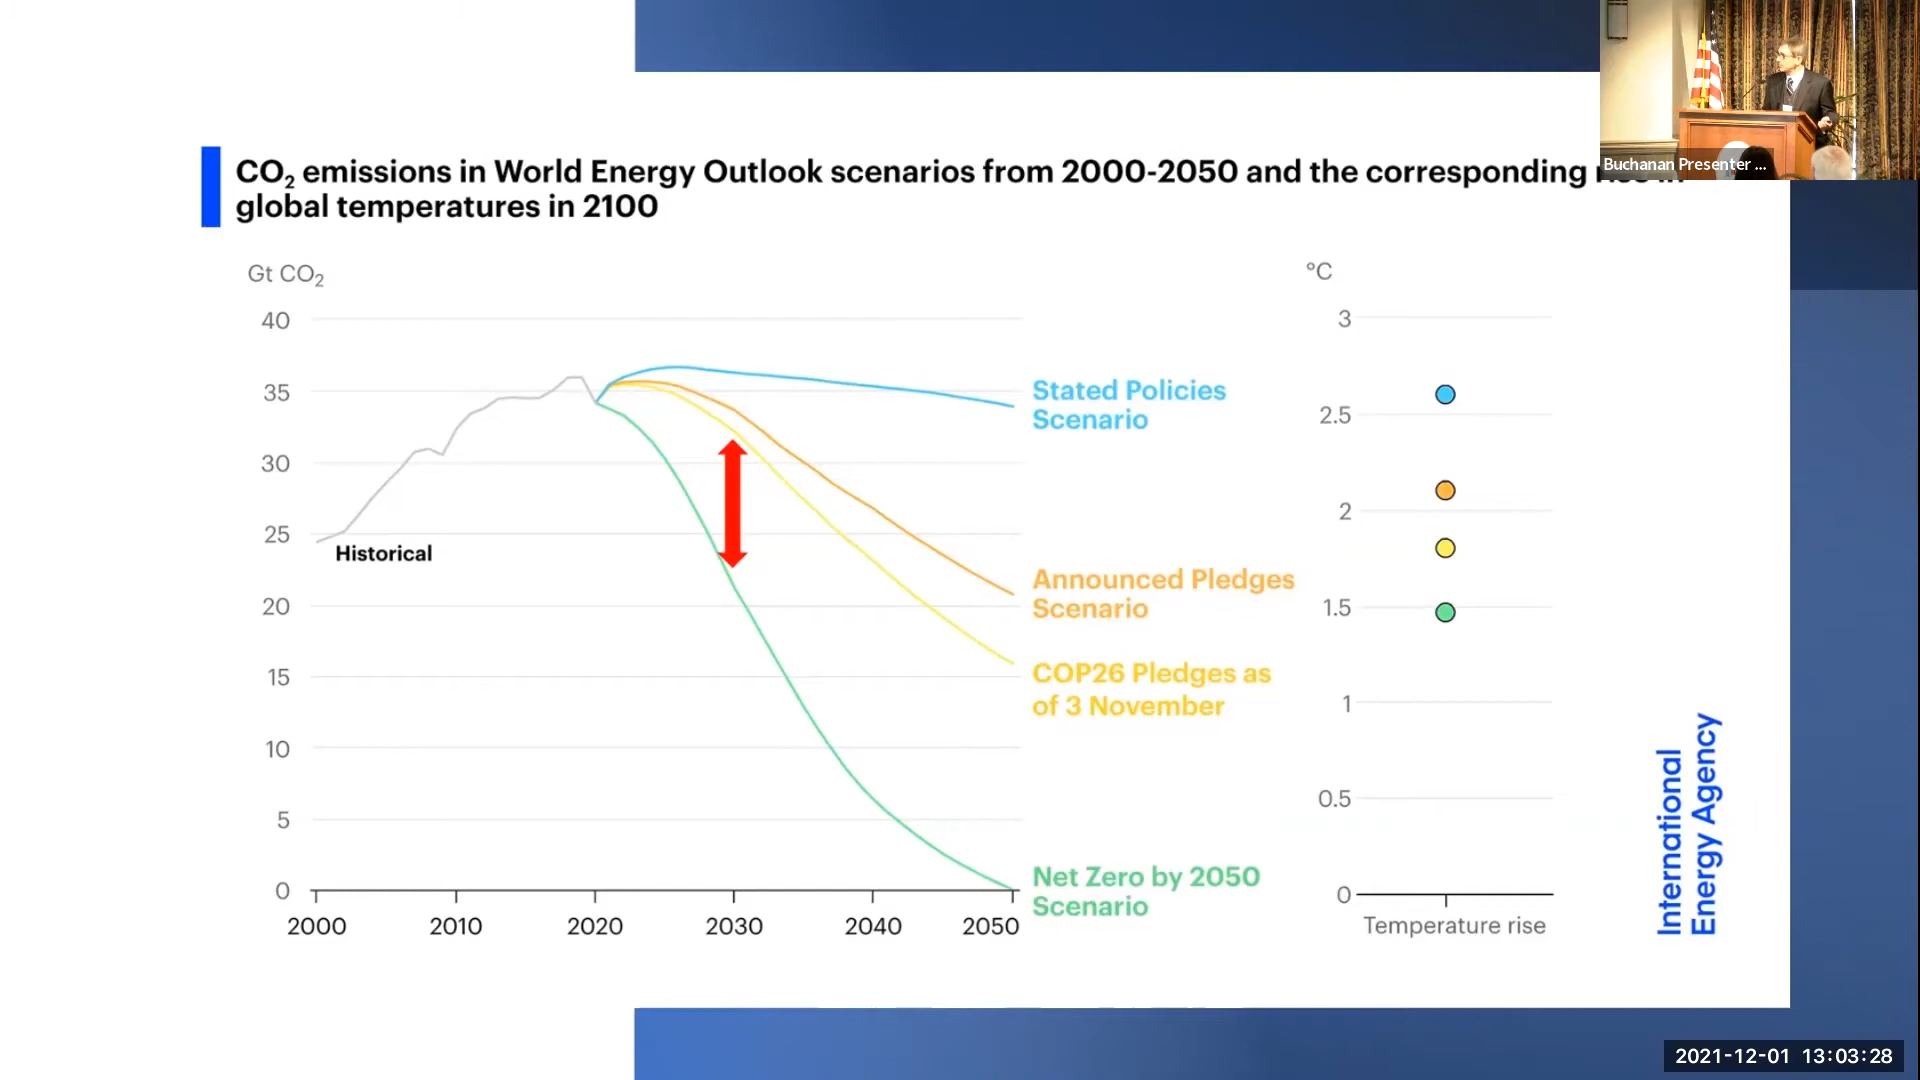 Buchanan Presenter ...
CO₂ emissions in World Energy Outlook scenarios from 2000-2050 and the corresponding rise in
global temperatures in 2100
Gt CO₂
40
35
30
25
20
15
10
5
0
2000 2010 2020 2030 2040 2050
Historical
Stated Policies
Scenario
Announced Pledges
Scenario
COP26 Pledges as
of 3 November
Net Zero by 2050
Scenario
°C
3
2.5
2
1.5
1
0.5
0
Temperature rise
International
Energy Agency
2021-12-01 13:03:28